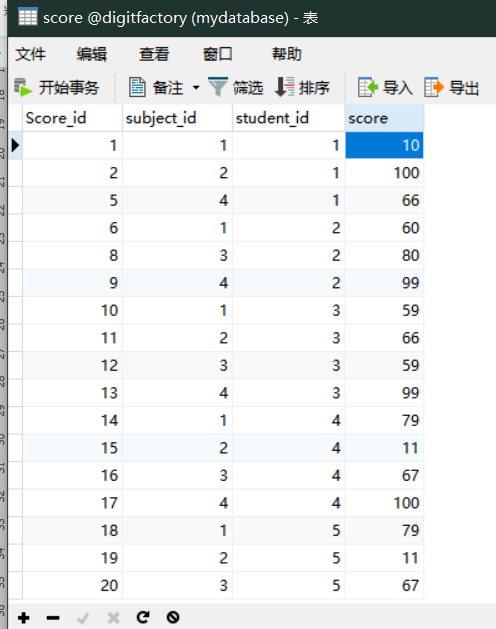 score @digitfactory (mydatabase) - 表
文件 编辑 查看 窗口 帮助
开始事务 备注 筛选 排序 导入 导出
Score_id subject_id student_id score
1 1 1 10
2 2 1 100
5 4 1 66
6 1 2 60
8 3 2 80
9 4 2 99
10 1 3 59
11 2 3 66
12 3 3 59
13 4 3 99
14 1 4 79
15 2 4 11
16 3 4 67
17 4 4 100
18 1 5 79
19 2 5 11
20 3 5 67